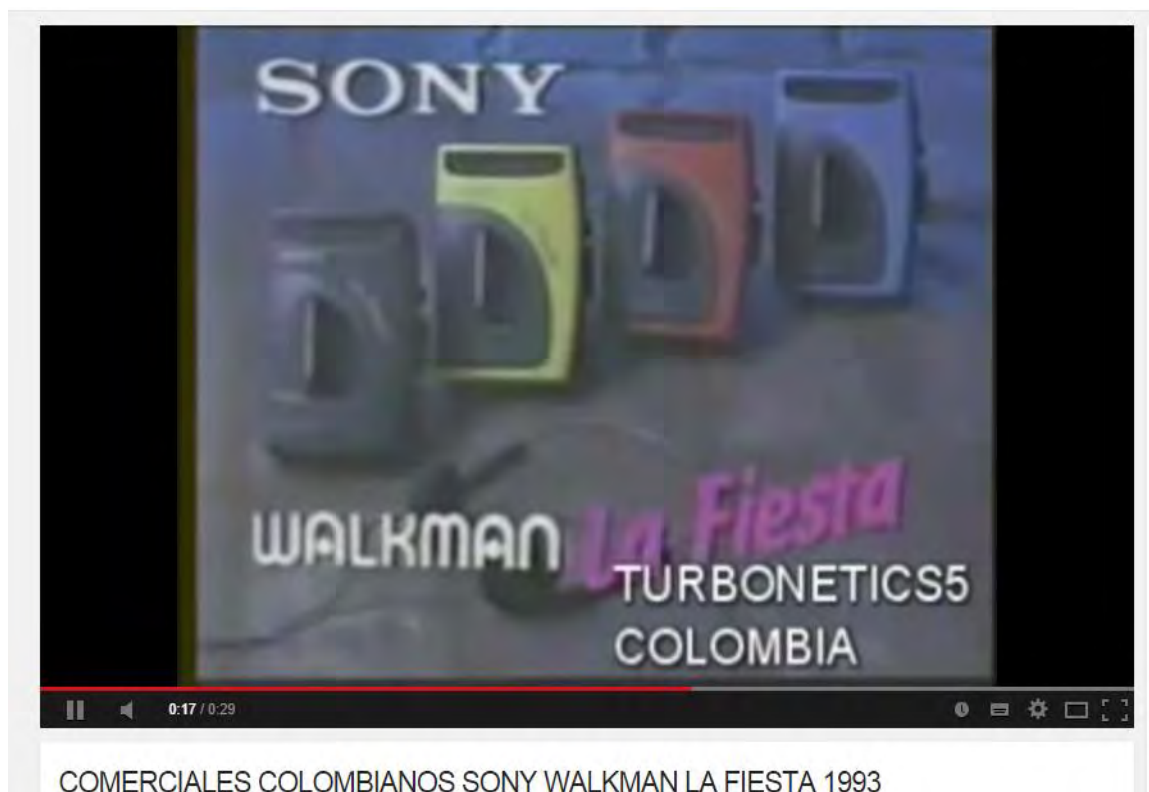 SONY
WALKMAN La Fiesta
TURBONETICS5
COLOMBIA
0:17 / 0:29
COMERCIALES COLOMBIANOS SONY WALKMAN LA FIESTA 1993